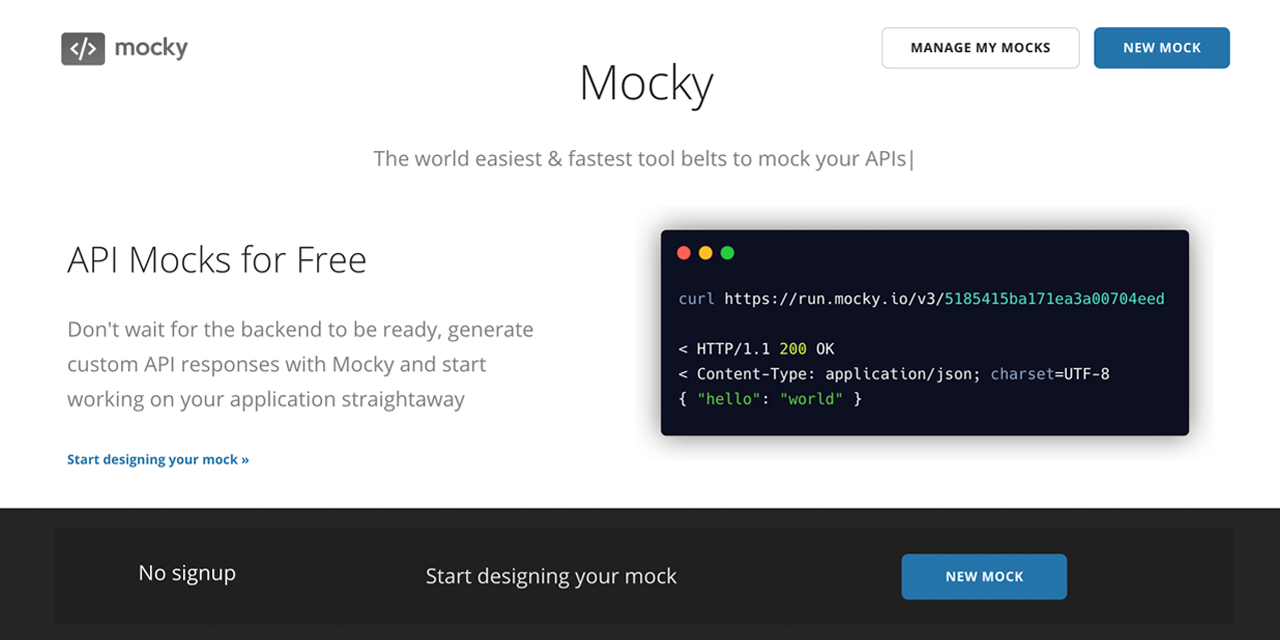 </> mocky
MANAGE MY MOCKS
NEW MOCK
Mocky
The world easiest & fastest tool belts to mock your APIs|
API Mocks for Free
Don't wait for the backend to be ready, generate
custom API responses with Mocky and start
working on your application straightaway
Start designing your mock »
curl https://run.mocky.io/v3/5185415ba171ea3a00704eed
< HTTP/1.1 200 OK
< Content-Type: application/json; charset=UTF-8
{ "hello": "world" }
No signup
Start designing your mock
NEW MOCK